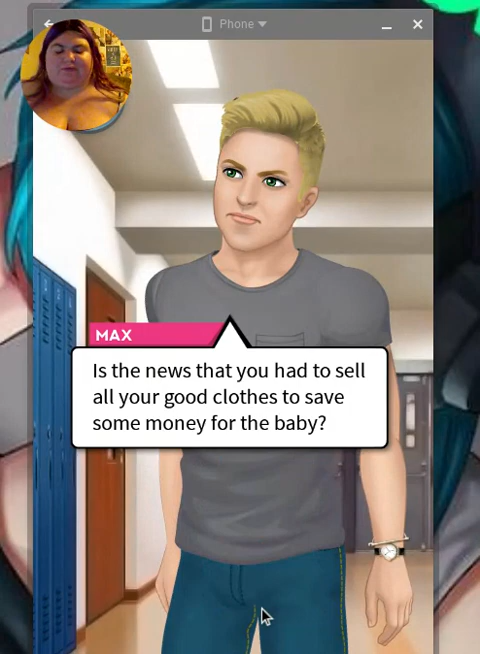 Phone
MAX
Is the news that you had to sell
all your good clothes to save
some money for the baby?